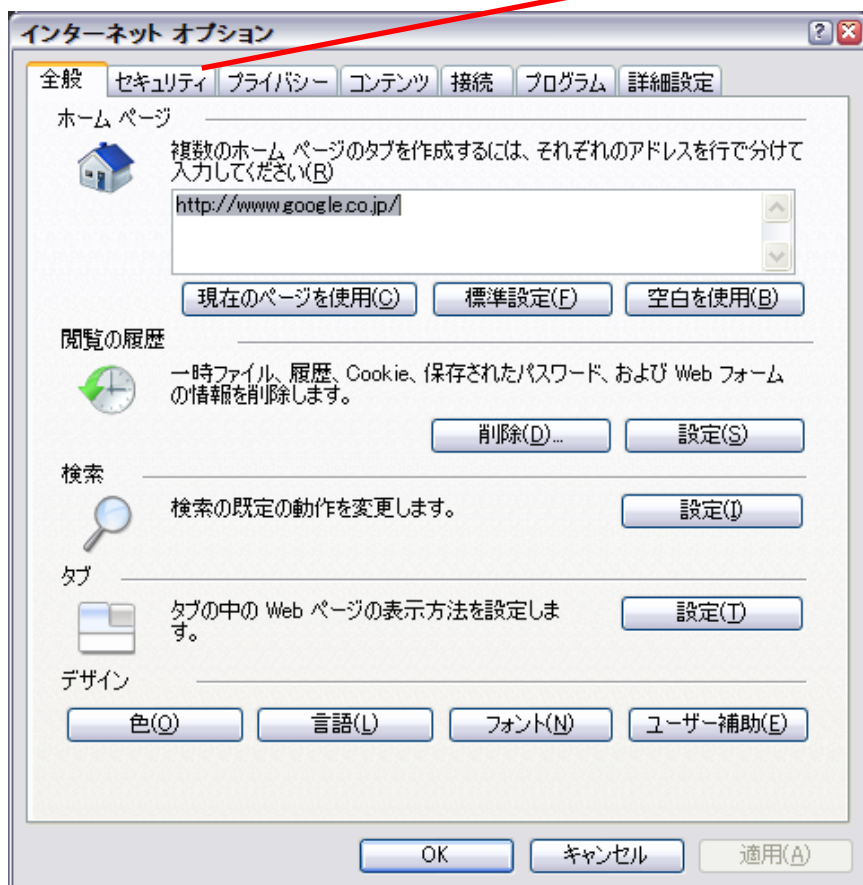 インターネット オプション
全般 セキュリティ プライバシー コンテンツ 接続 プログラム 詳細設定
ホーム ページ
複数のホーム ページのタブを作成するには、それぞれのアドレスを行で分けて
入力してください(R)
http://www.google.co.jp/
現在のページを使用(C) 標準設定(F) 空白を使用(B)
閲覧の履歴
一時ファイル、履歴、Cookie、保存されたパスワード、および Web フォーム
の情報を削除します。
削除(D)... 設定(S)
検索
検索の既定の動作を変更します。
設定(I)
タブ
タブの中の Web ページの表示方法を設定しま
す。
設定(T)
デザイン
色(O) 言語(L) フォント(N) ユーザー補助(E)
OK キャンセル 適用(A)